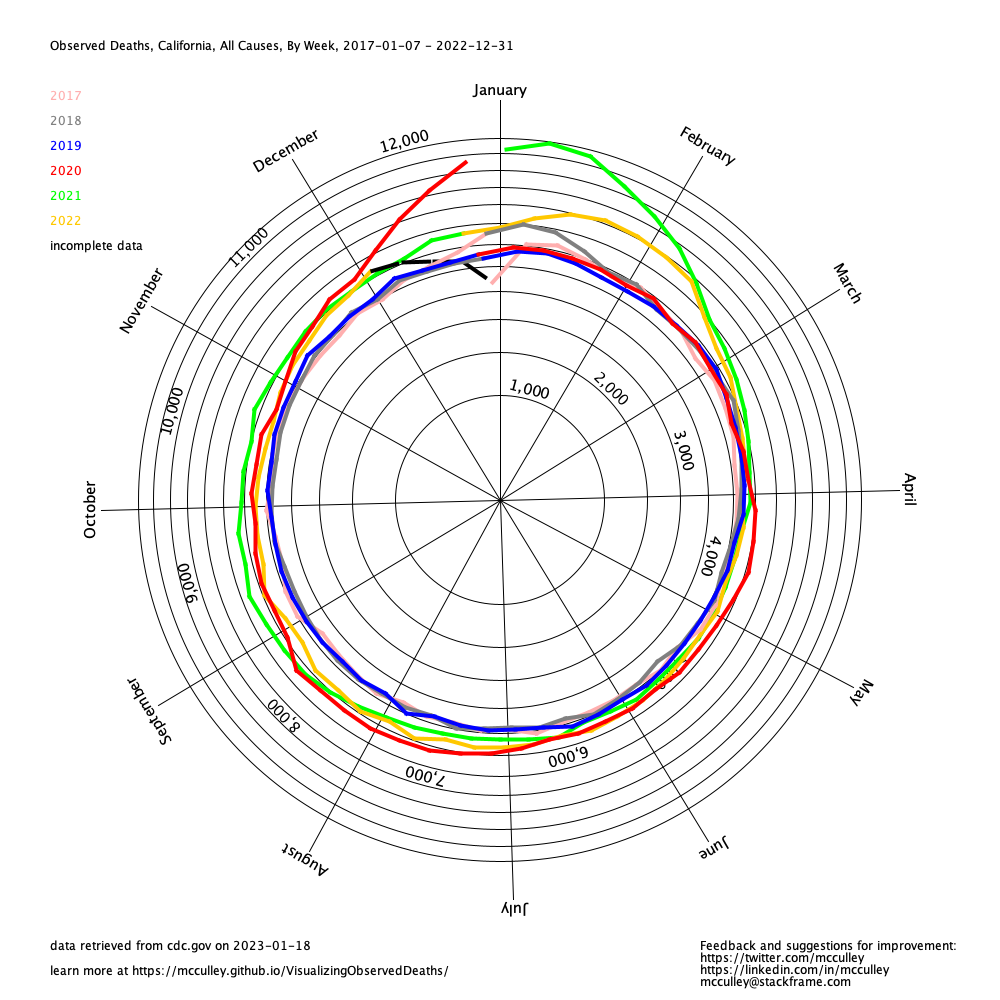 Observed Deaths, California, All Causes, By Week, 2017-01-07 - 2022-12-31
2017
2018
2019
2020
2021
2022
incomplete data
January
February
March
April
May
June
July
August
September
October
November
December
1,000
2,000
3,000
4,000
6,000
7,000
8,000
9,000
10,000
11,000
12,000
data retrieved from cdc.gov on 2023-01-18
learn more at https://mcculley.github.io/VisualizingObservedDeaths/
Feedback and suggestions for improvement:
https://twitter.com/mcculley
https://linkedin.com/in/mcculley
mcculley@stackframe.com